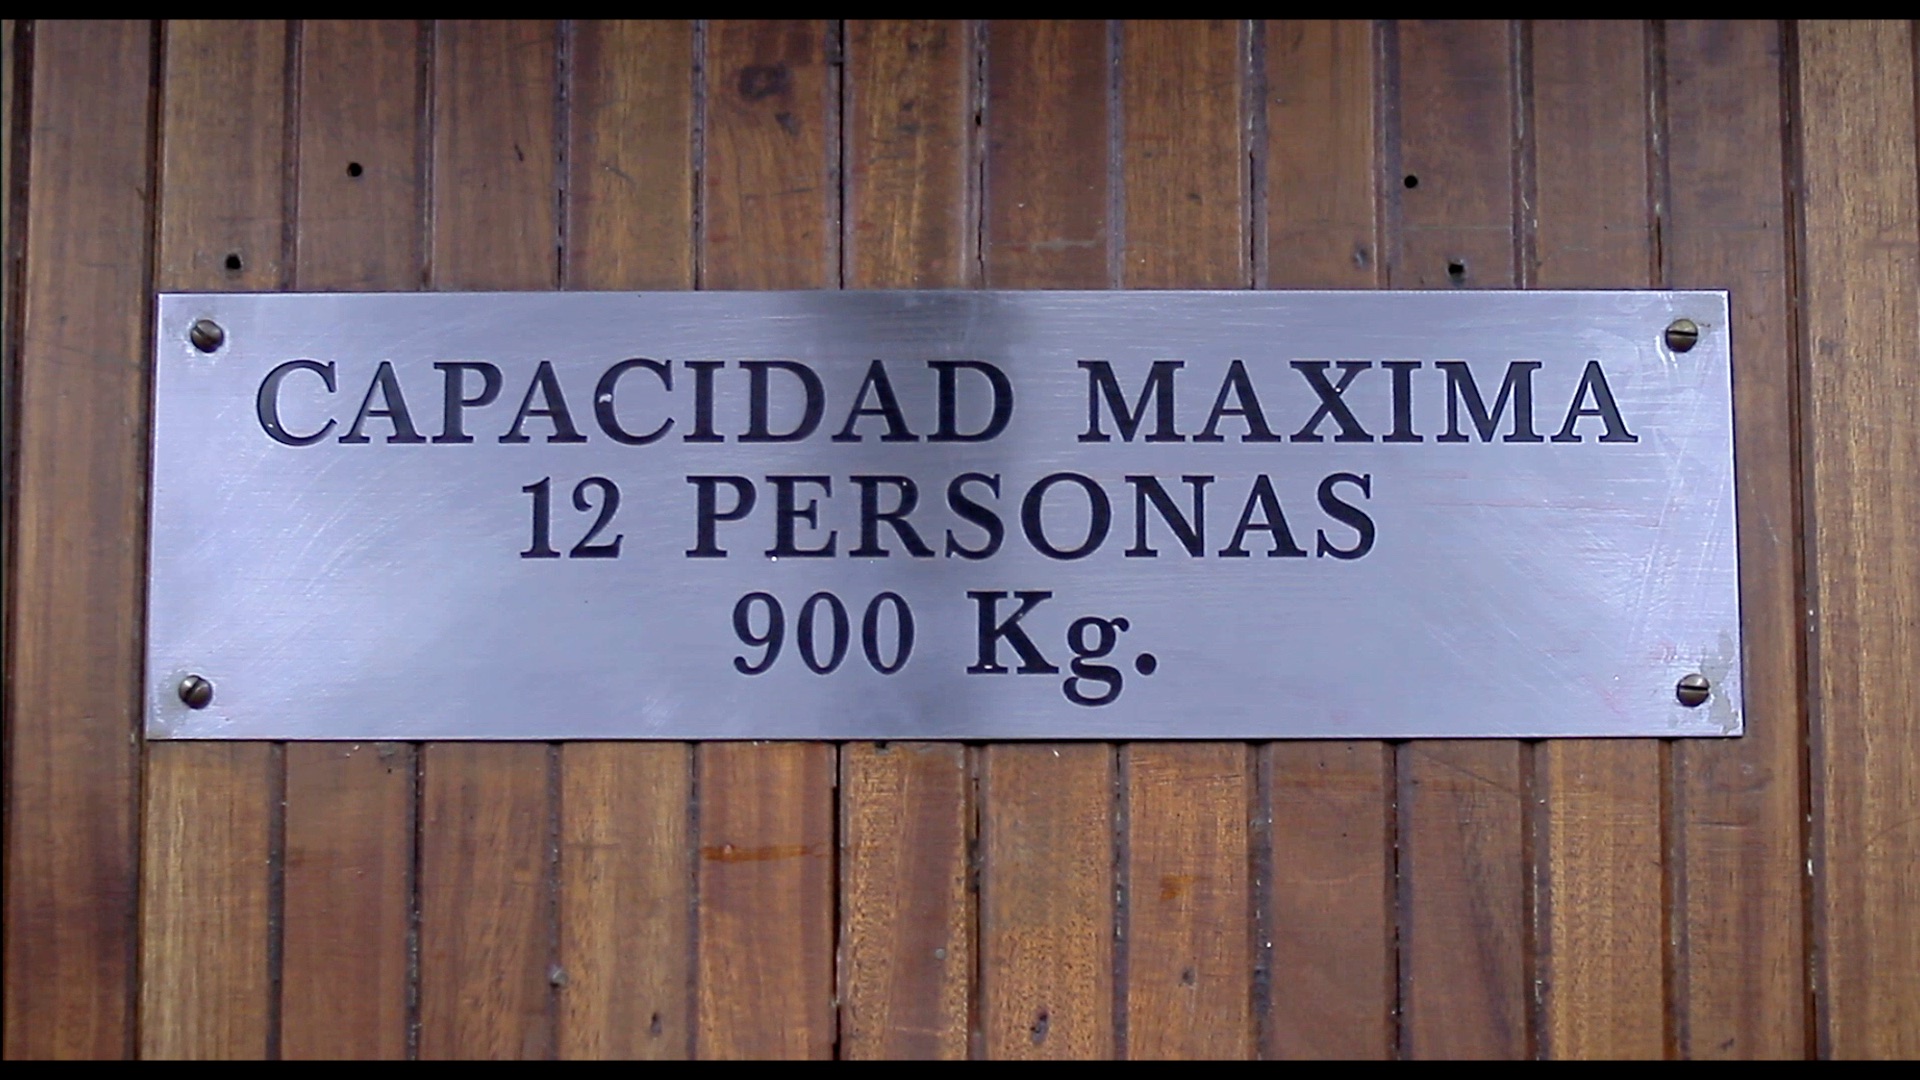 CAPACIDAD MAXIMA
12 PERSONAS
900 Kg.